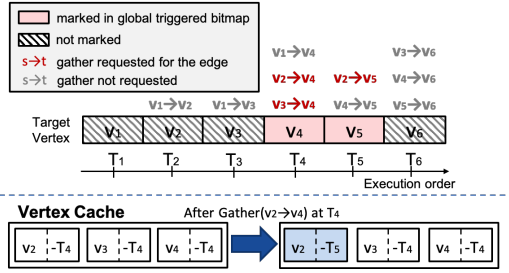 marked in global triggered bitmap
not marked
s→t gather requested for the edge
s→t gather not requested
v1→v4 v3→v6
v2→v4 v2→v5 v4→v6
v1→v2 v1→v3 v3→v4 v4→v5 v5→v6
Target
Vertex
V1 V2 V3 V4 V5 V6
T1 T2 T3 T4 T5 T6
Execution order
Vertex Cache After Gather(v2→v4) at T4
v2 -T4 v3 -T4 v4 -T4 v2 -T5 v3 -T4 v4 -T4